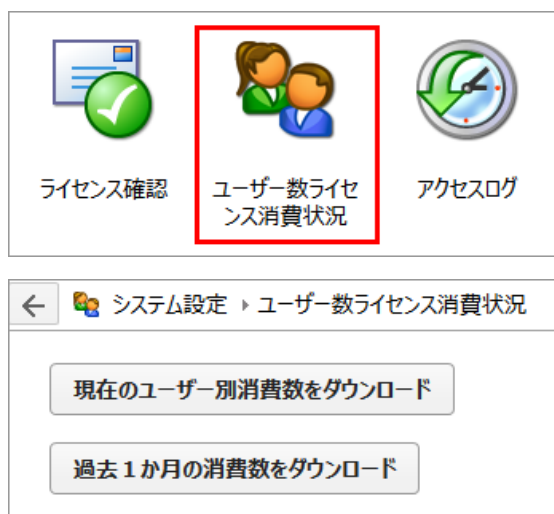 ライセンス確認
ユーザー数ライセ
ンス消費状況
アクセスログ
システム設定 ▸ ユーザー数ライセンス消費状況
現在のユーザー別消費数をダウンロード
過去１か月の消費数をダウンロード